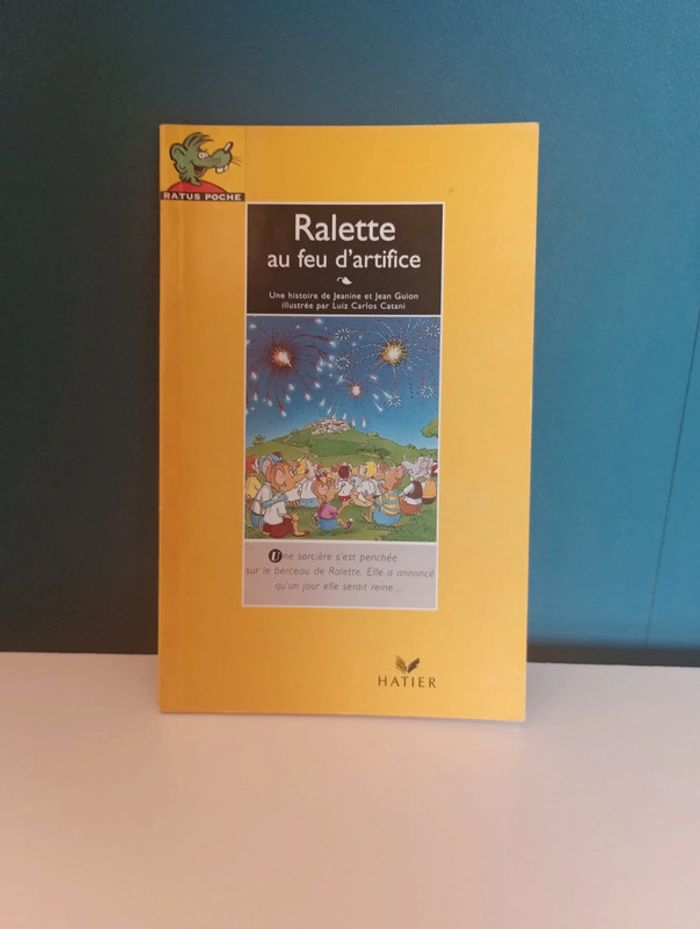 RATUS POCHE
Ralette
au feu d'artifice
Une histoire de Jeanine et Jean Guion
illustrée par Luiz Carlos Catani
Une sorcière s'est penchée
sur le berceau de Ralette. Elle a annoncé
qu'un jour elle serait reine...
HATIER